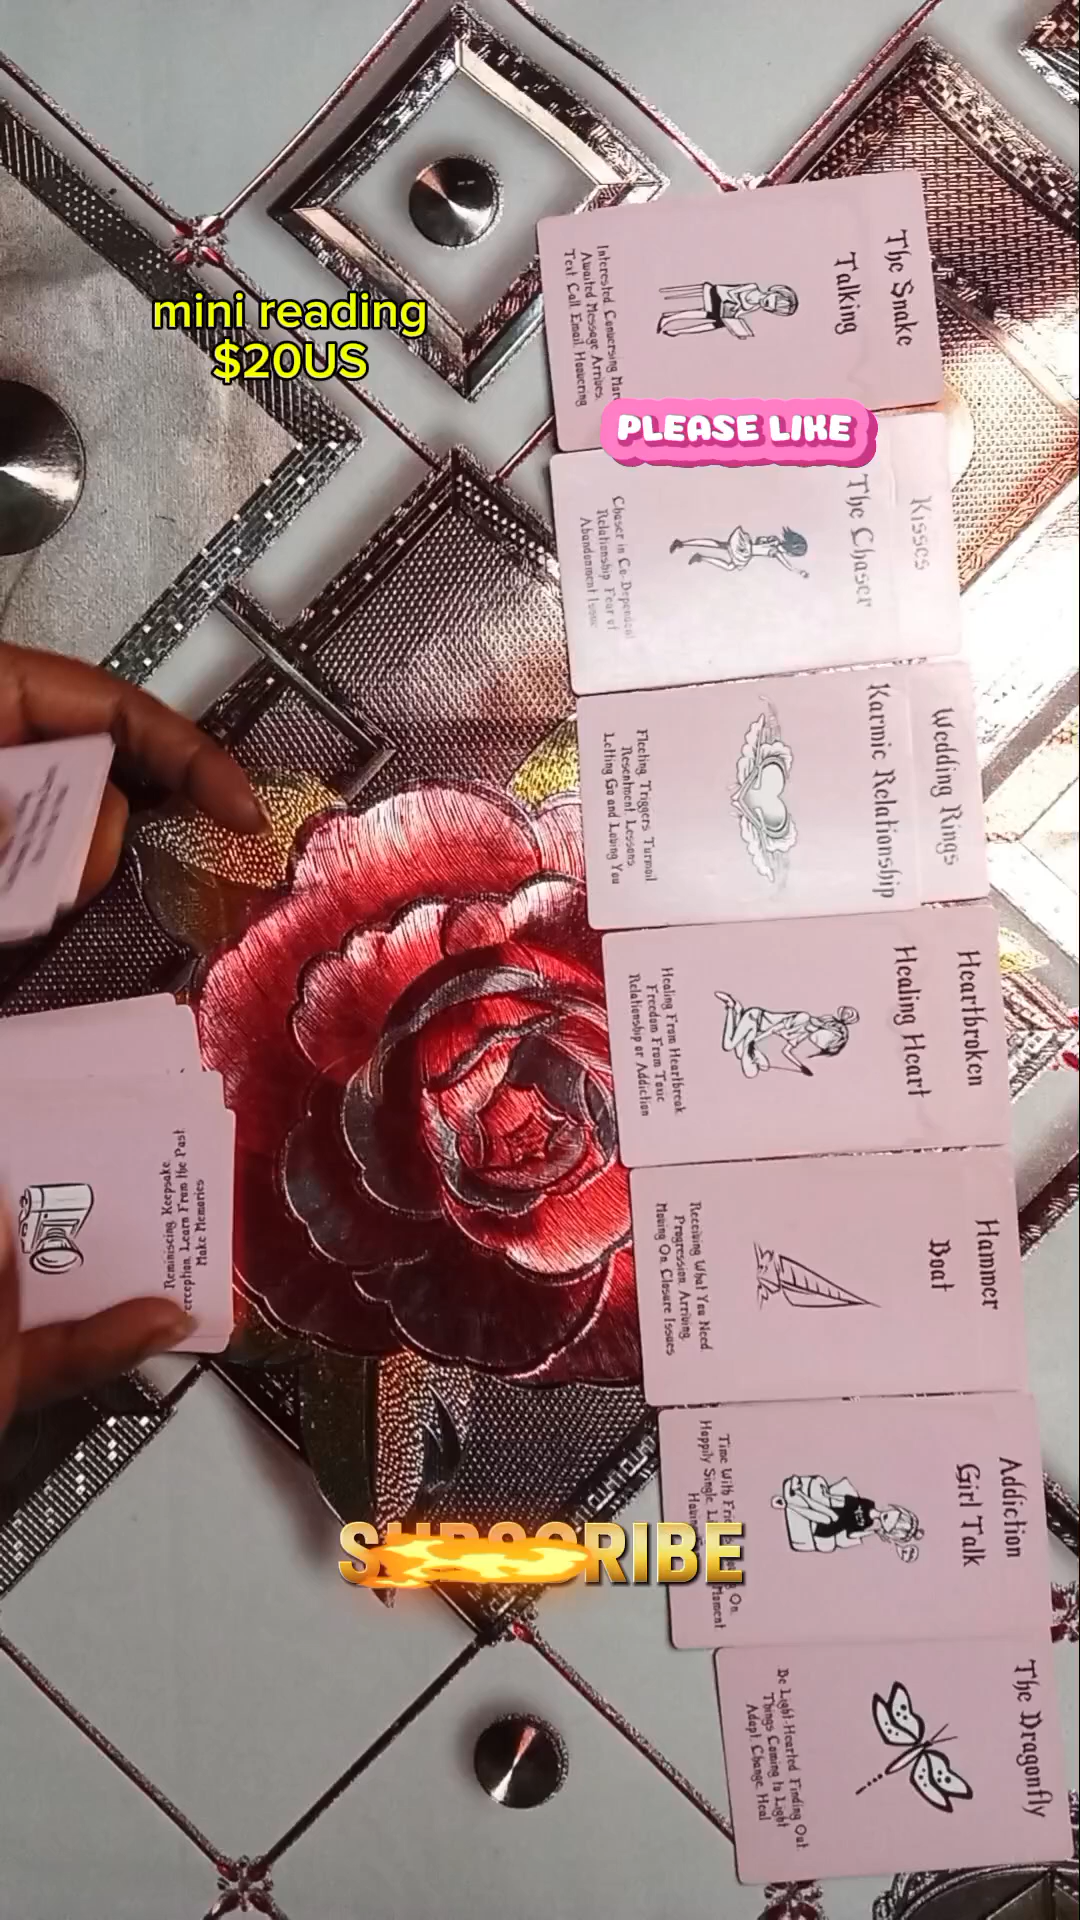 mini reading
$20US
The Snake
Talking
Interested. Conversing.
Awaited Message Arrives.
Text. Call. Email. Hoovering
PLEASE LIKE
Kisses
The Chaser
Chaser in Co-Dependent
Relationship. Fear of
Abandonment
Wedding Rings
Karmic Relationship
Fleeting. Triggers. Turmoil
Resentment. Lessons.
Letting Go and Loving You
Heartbroken
Healing Heart
Healing From Heartbreak.
Freedom From Toxic
Relationship or Addiction
Hammer
Boat
Receiving What You Need.
Progression. Arriving.
Moving On. Closure Issues
Addiction
Girl Talk
Time With
On.
Happily Single.
Moment
SUBSCRIBE
The Dragonfly
Be Light-Hearted. Finding Out.
Things Coming to Light
Adapt. Change. Heal
Reminiscing. Keepsake.
Learn From the Past.
Make Memories